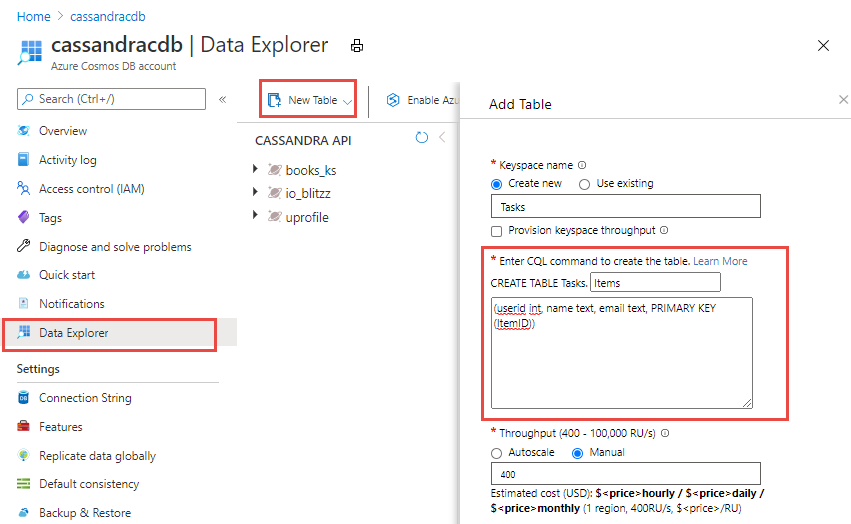 Home > cassandracdb
cassandracdb | Data Explorer
Azure Cosmos DB account
Search (Ctrl+/)
«
Overview
Activity log
Access control (IAM)
Tags
Diagnose and solve problems
Quick start
Notifications
Data Explorer
Settings
Connection String
Features
Replicate data globally
Default consistency
Backup & Restore
New Table
Enable Azu
CASSANDRA API
books_ks
io_blitzz
uprofile
Add Table
* Keyspace name
Create new Use existing
Tasks
Provision keyspace throughput
* Enter CQL command to create the table. Learn More
CREATE TABLE Tasks. Items
(userid int, name text, email text, PRIMARY KEY
(ItemID))
* Throughput (400 - 100,000 RU/s)
Autoscale Manual
400
Estimated cost (USD): $<price>hourly / $<price>daily /
$<price>monthly (1 region, 400RU/s, $<price>/RU)